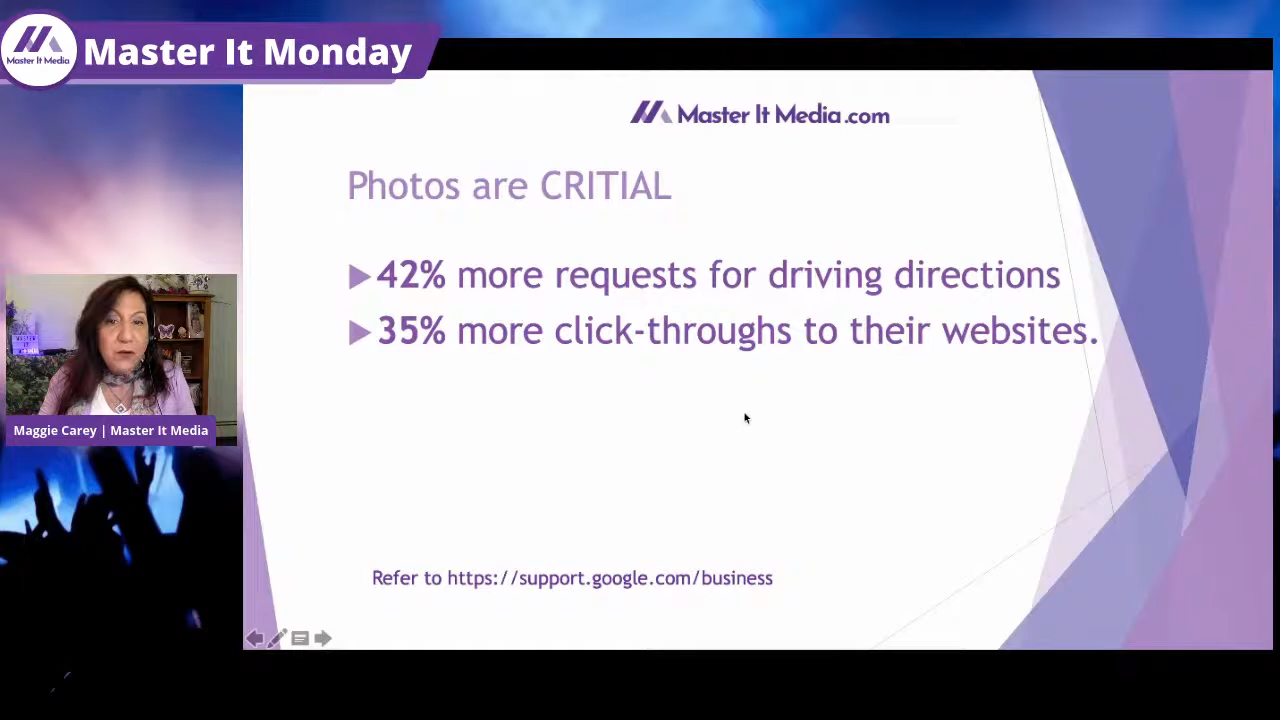 Master It Media
Master It Monday
Master It Media.com
Photos are CRITIAL
42% more requests for driving directions
35% more click-throughs to their websites.
Maggie Carey | Master It Media
Refer to https://support.google.com/business